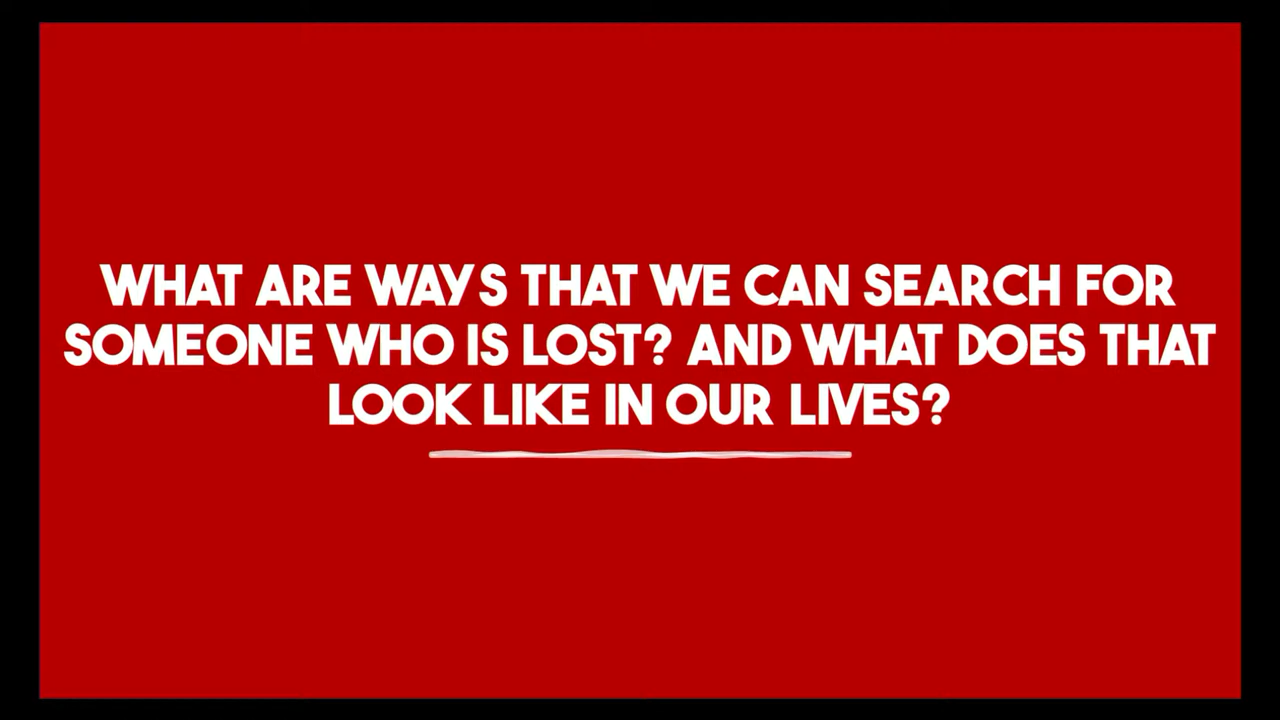 WHAT ARE WAYS THAT WE CAN SEARCH FOR
SOMEONE WHO IS LOST? AND WHAT DOES THAT
LOOK LIKE IN OUR LIVES?